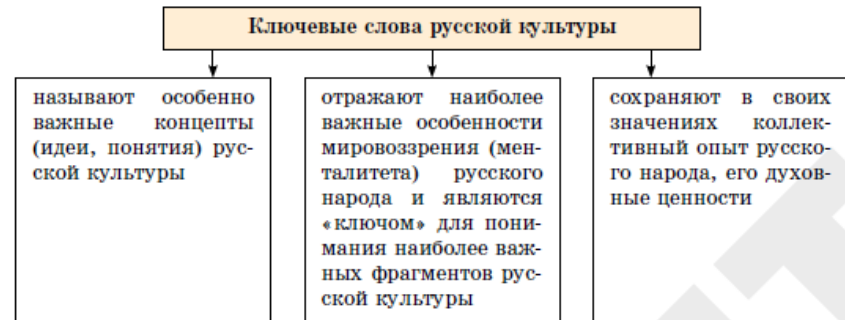 Ключевые слова русской культуры
называют особенно
важные концепты
(идеи, понятия) рус-
ской культуры
отражают наиболее
важные особенности
мировоззрения (мен-
талитета) русского
народа и являются
«ключом» для пони-
мания наиболее важ-
ных фрагментов рус-
ской культуры
сохраняют в своих
значениях коллек-
тивный опыт русско-
го народа, его духов-
ные ценности